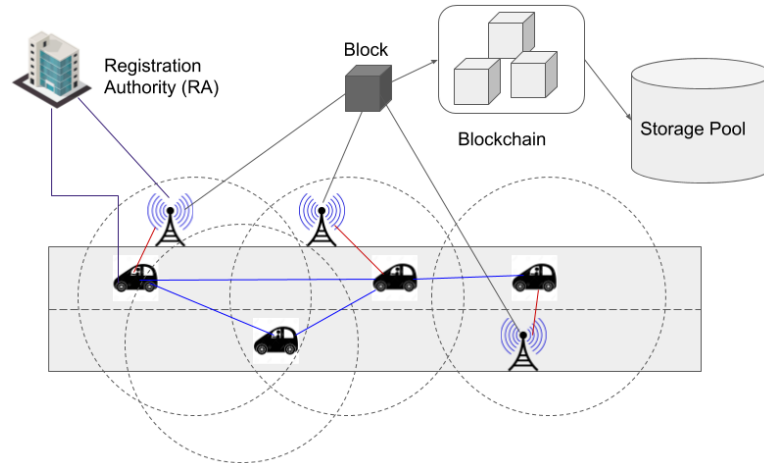 Registration
Authority (RA)
Block
Blockchain
Storage Pool